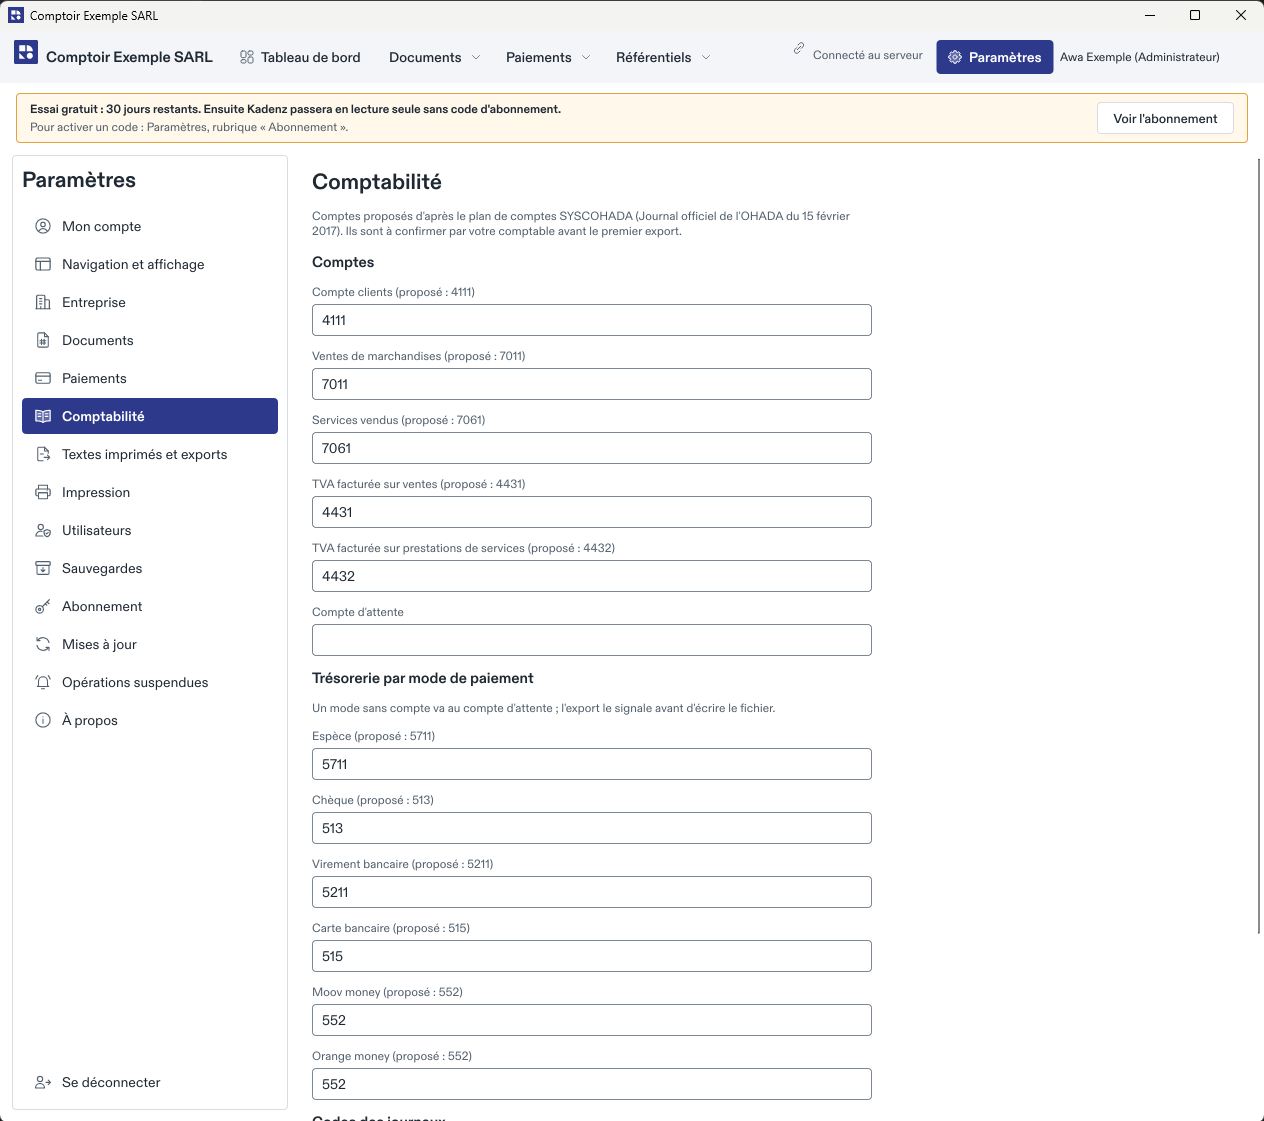 Comptoir Exemple SARL
Comptoir Exemple SARL
Tableau de bord
Documents
Paiements
Référentiels
Connecté au serveur
Paramètres
Awa Exemple (Administrateur)
Essai gratuit : 30 jours restants. Ensuite Kadenz passera en lecture seule sans code d'abonnement.
Pour activer un code : Paramètres, rubrique « Abonnement ».
Voir l'abonnement
Paramètres
Mon compte
Navigation et affichage
Entreprise
Documents
Paiements
Comptabilité
Textes imprimés et exports
Impression
Utilisateurs
Sauvegardes
Abonnement
Mises à jour
Opérations suspendues
À propos
Se déconnecter
Comptabilité
Comptes proposés d'après le plan de comptes SYSCOHADA (Journal officiel de l'OHADA du 15 février
2017). Ils sont à confirmer par votre comptable avant le premier export.
Comptes
Compte clients (proposé : 4111)
4111
Ventes de marchandises (proposé : 7011)
7011
Services vendus (proposé : 7061)
7061
TVA facturée sur ventes (proposé : 4431)
4431
TVA facturée sur prestations de services (proposé : 4432)
4432
Compte d'attente
Trésorerie par mode de paiement
Un mode sans compte va au compte d'attente ; l'export le signale avant d'écrire le fichier.
Espèce (proposé : 5711)
5711
Chèque (proposé : 513)
513
Virement bancaire (proposé : 5211)
5211
Carte bancaire (proposé : 515)
515
Moov money (proposé : 552)
552
Orange money (proposé : 552)
552
Codes des journaux